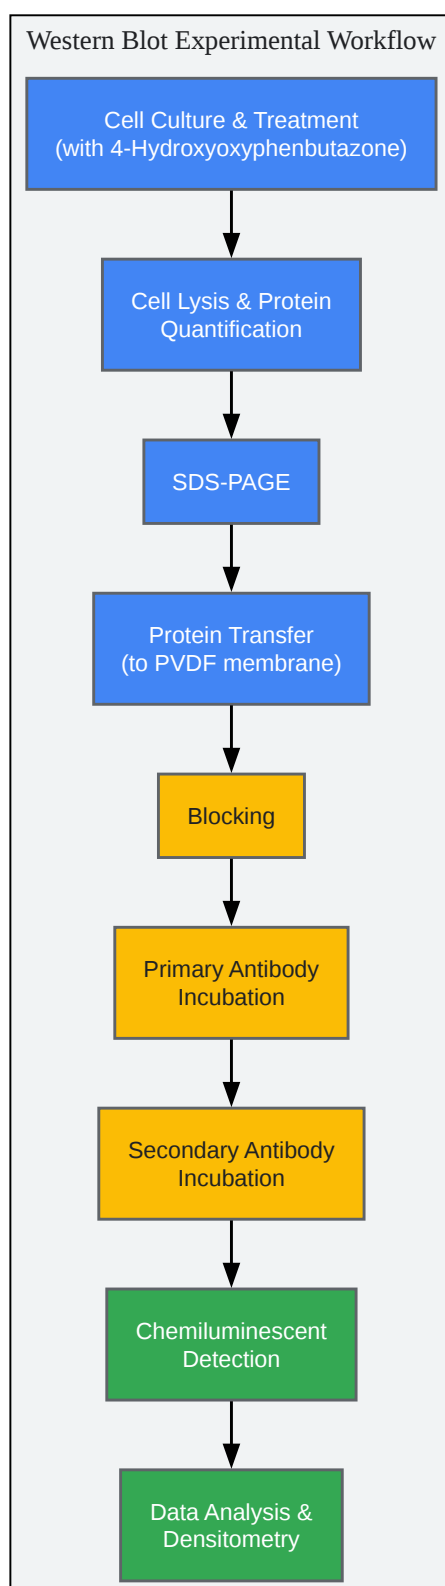 Western Blot Experimental Workflow
Cell Culture & Treatment
(with 4-Hydroxyoxyphenbutazone)
Cell Lysis & Protein
Quantification
SDS-PAGE
Protein Transfer
(to PVDF membrane)
Blocking
Primary Antibody
Incubation
Secondary Antibody
Incubation
Chemiluminescent
Detection
Data Analysis &
Densitometry